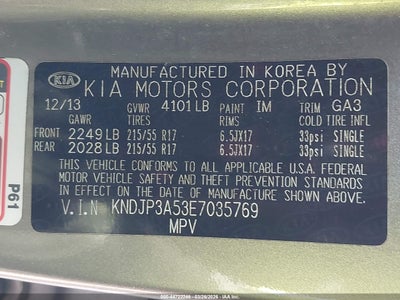 MANUFACTURED IN KOREA BY
KIA KIA MOTORS CORPORATION
12/13 GVWR 4101 LB PAINT IM TRIM GA3
GAWR TIRES RIMS COLD TIRE INFL
FRONT 2249 LB 215/55 R17 6.5JX17 33psi SINGLE
REAR 2028 LB 215/55 R17 6.5JX17 33psi SINGLE
THIS VEHICLE CONFORMS TO ALL APPLICABLE U.S.A. FEDERAL
MOTOR VEHICLE SAFETY AND THEFT PREVENTION STANDARDS
IN EFFECT ON THE DATE OF MANUFACTURE SHOWN ABOVE.
V.I.N KNDJP3A53E7035769
MPV
P61